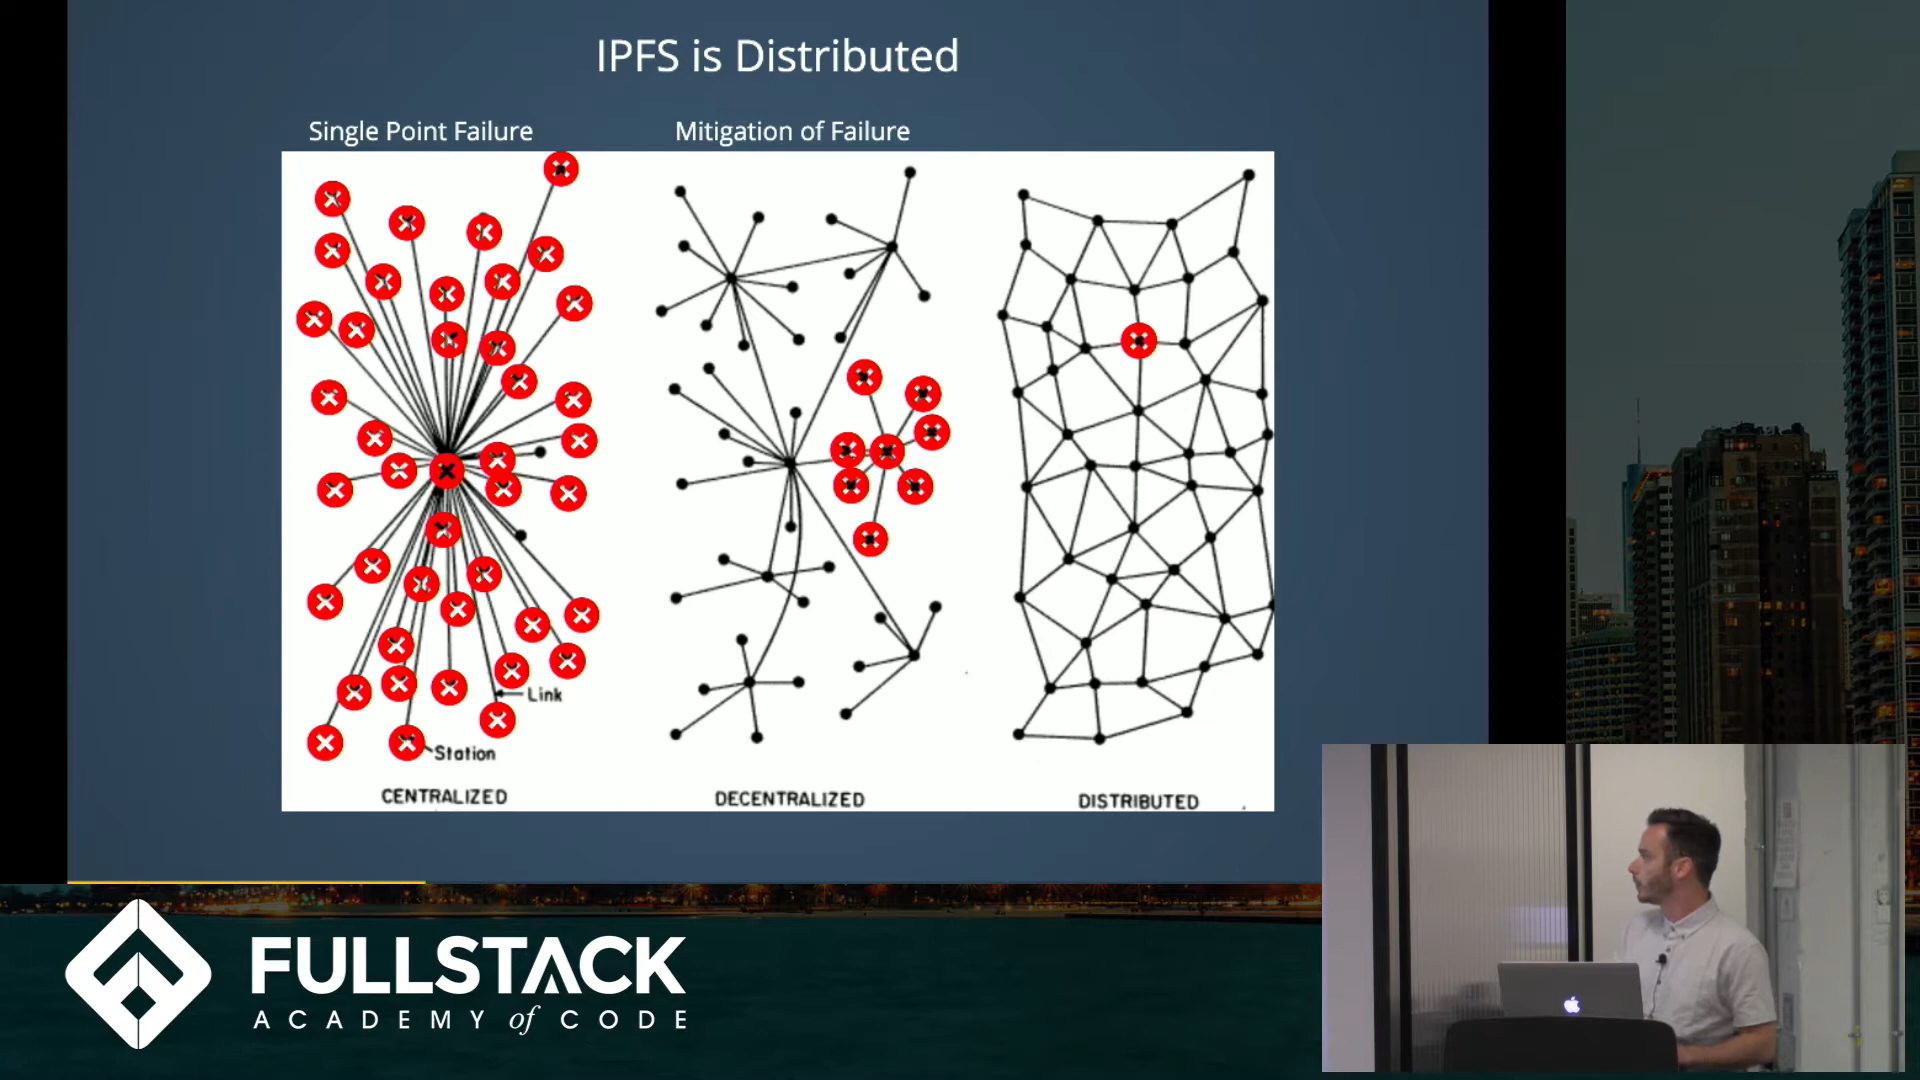 IPFS is Distributed
Single Point Failure
Mitigation of Failure
Link
Station
CENTRALIZED
DECENTRALIZED
DISTRIBUTED
FULLSTACK
ACADEMY of CODE